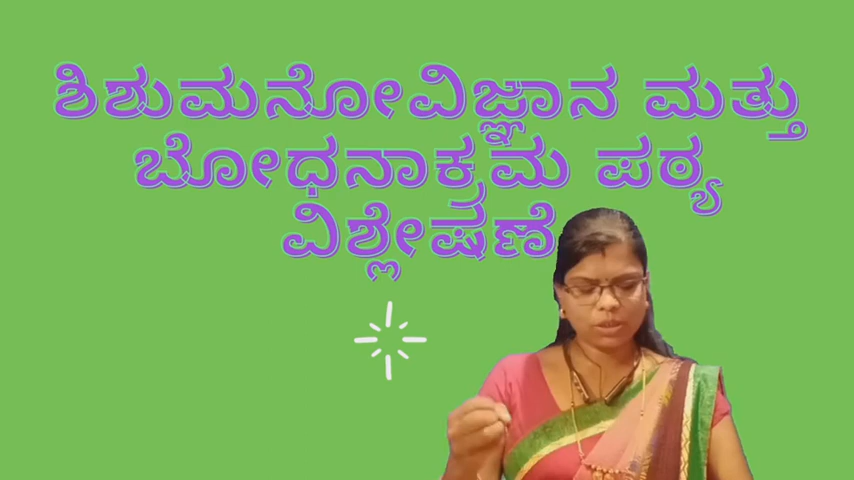 ಶಿಶುಮನೋವಿಜ್ಞಾನ ಮತ್ತು
ಬೋಧನಾಕ್ರಮ ಪಠ್ಯ
ವಿಶ್ಲೇಷಣೆ